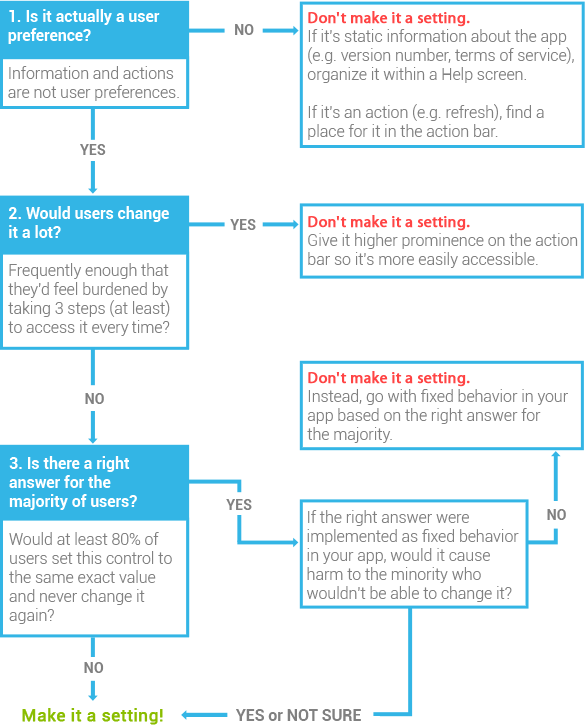 1. Is it actually a user
preference?
Information and actions
are not user preferences.
NO
Don't make it a setting.
If it's static information about the app
(e.g. version number, terms of service),
organize it within a Help screen.
If it's an action (e.g. refresh), find a
place for it in the action bar.
YES
2. Would users change
it a lot?
Frequently enough that
they'd feel burdened by
taking 3 steps (at least)
to access it every time?
YES
Don't make it a setting.
Give it higher prominence on the action
bar so it's more easily accessible.
NO
Don't make it a setting.
Instead, go with fixed behavior in your
app based on the right answer for
the majority.
3. Is there a right
answer for the
majority of users?
Would at least 80% of
users set this control to
the same exact value
and never change it
again?
YES
If the right answer were
implemented as fixed behavior
in your app, would it cause
harm to the minority who
wouldn't be able to change it?
NO
NO
Make it a setting!
YES or NOT SURE